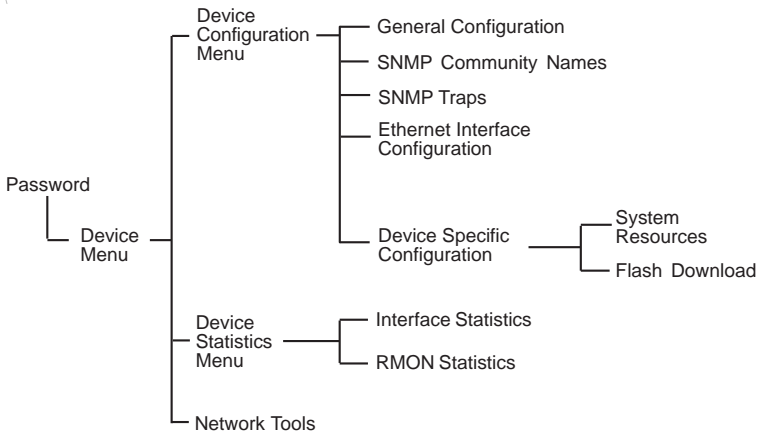 Password
Device
Menu
Device
Configuration
Menu
General Configuration
SNMP Community Names
SNMP Traps
Ethernet Interface
Configuration
Device Specific
Configuration
System
Resources
Flash Download
Device
Statistics
Menu
Interface Statistics
RMON Statistics
Network Tools